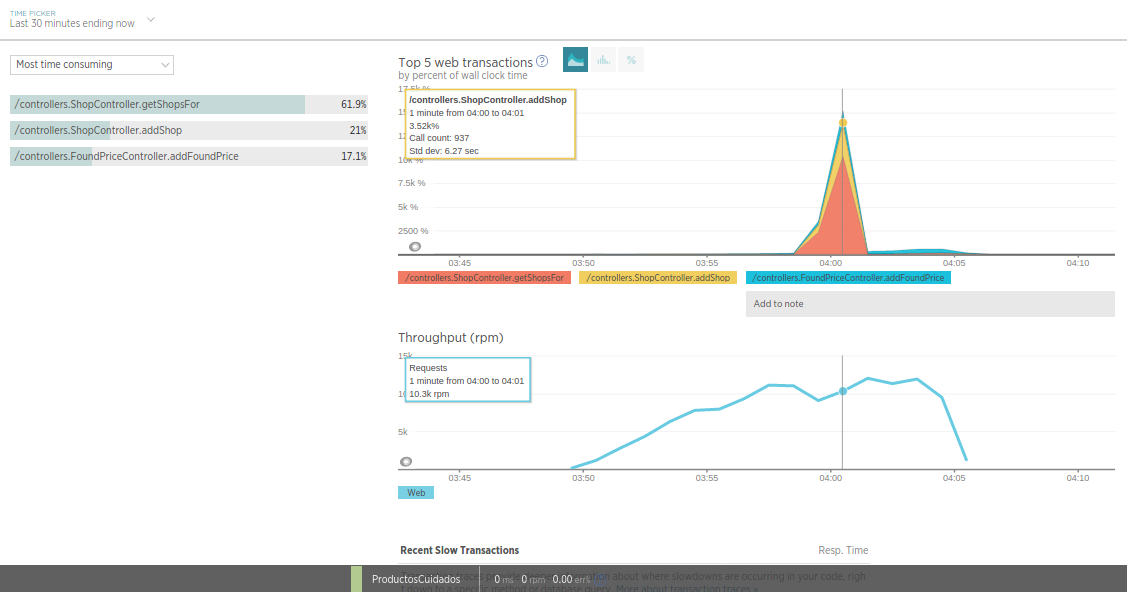 TIME PICKER
Last 30 minutes ending now
Most time consuming
/controllers.ShopController.getShopsFor 61.9%
/controllers.ShopController.addShop 21%
/controllers.FoundPriceController.addFoundPrice 17.1%
Top 5 web transactions ?
%
by percent of wall clock time
17.5k %
/controllers.ShopController.addShop
1 minute from 04:00 to 04:01
3.52k%
Call count: 937
Std dev: 6.27 sec
10k %
7.5k %
5k %
2500 %
03:45 03:50 03:55 04:00 04:05 04:10
/controllers.ShopController.getShopsFor /controllers.ShopController.addShop /controllers.FoundPriceController.addFoundPrice
Add to note
Throughput (rpm)
15k
Requests
1 minute from 04:00 to 04:01
10.3k rpm
5k
03:45 03:50 03:55 04:00 04:05 04:10
Web
Recent Slow Transactions Resp. Time
ProductosCuidados 0 ms 0 rpm 0.00 err%
about where slowdowns are occurring in your code, righ
t down to a specific method or database query. More about transaction traces »